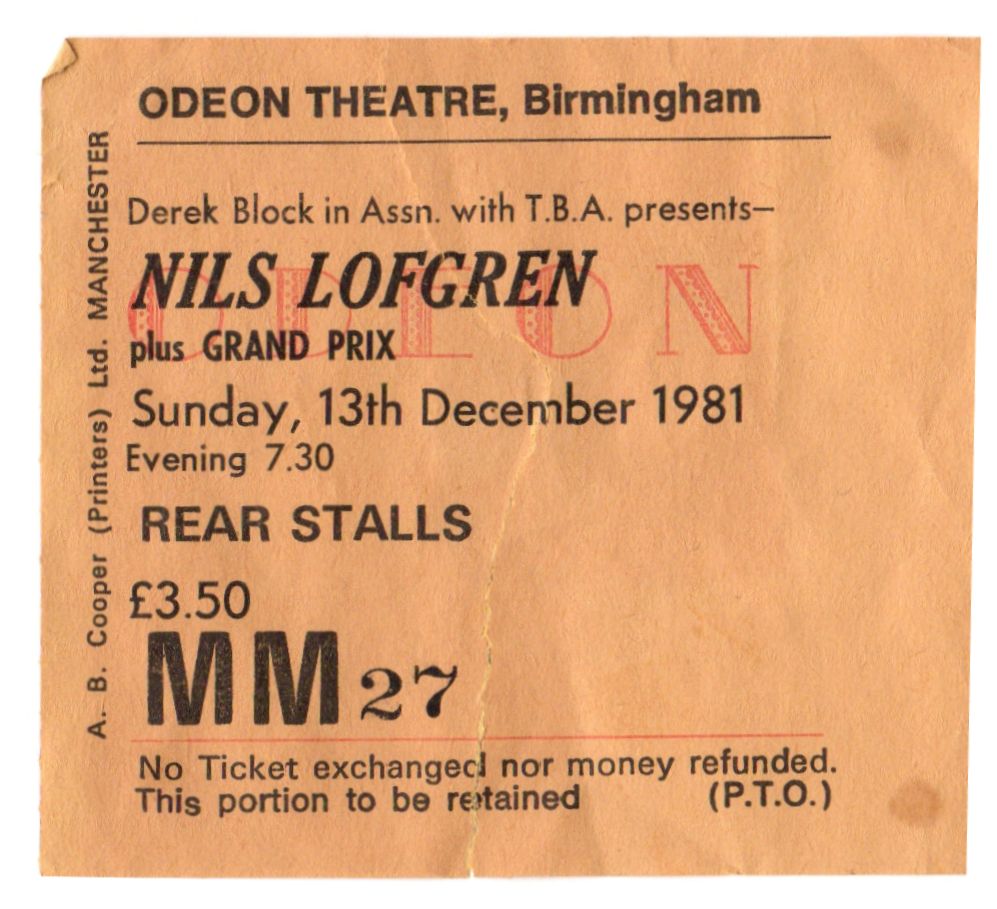 ODEON THEATRE, Birmingham
Derek Block in Assn. with T.B.A. presents—
NILS LOFGREN
ODEON
plus GRAND PRIX
Sunday, 13th December 1981
Evening 7.30
REAR STALLS
£3.50
MM 27
No Ticket exchanged nor money refunded.
This portion to be retained (P.T.O.)
A. B. Cooper (Printers) Ltd. MANCHESTER